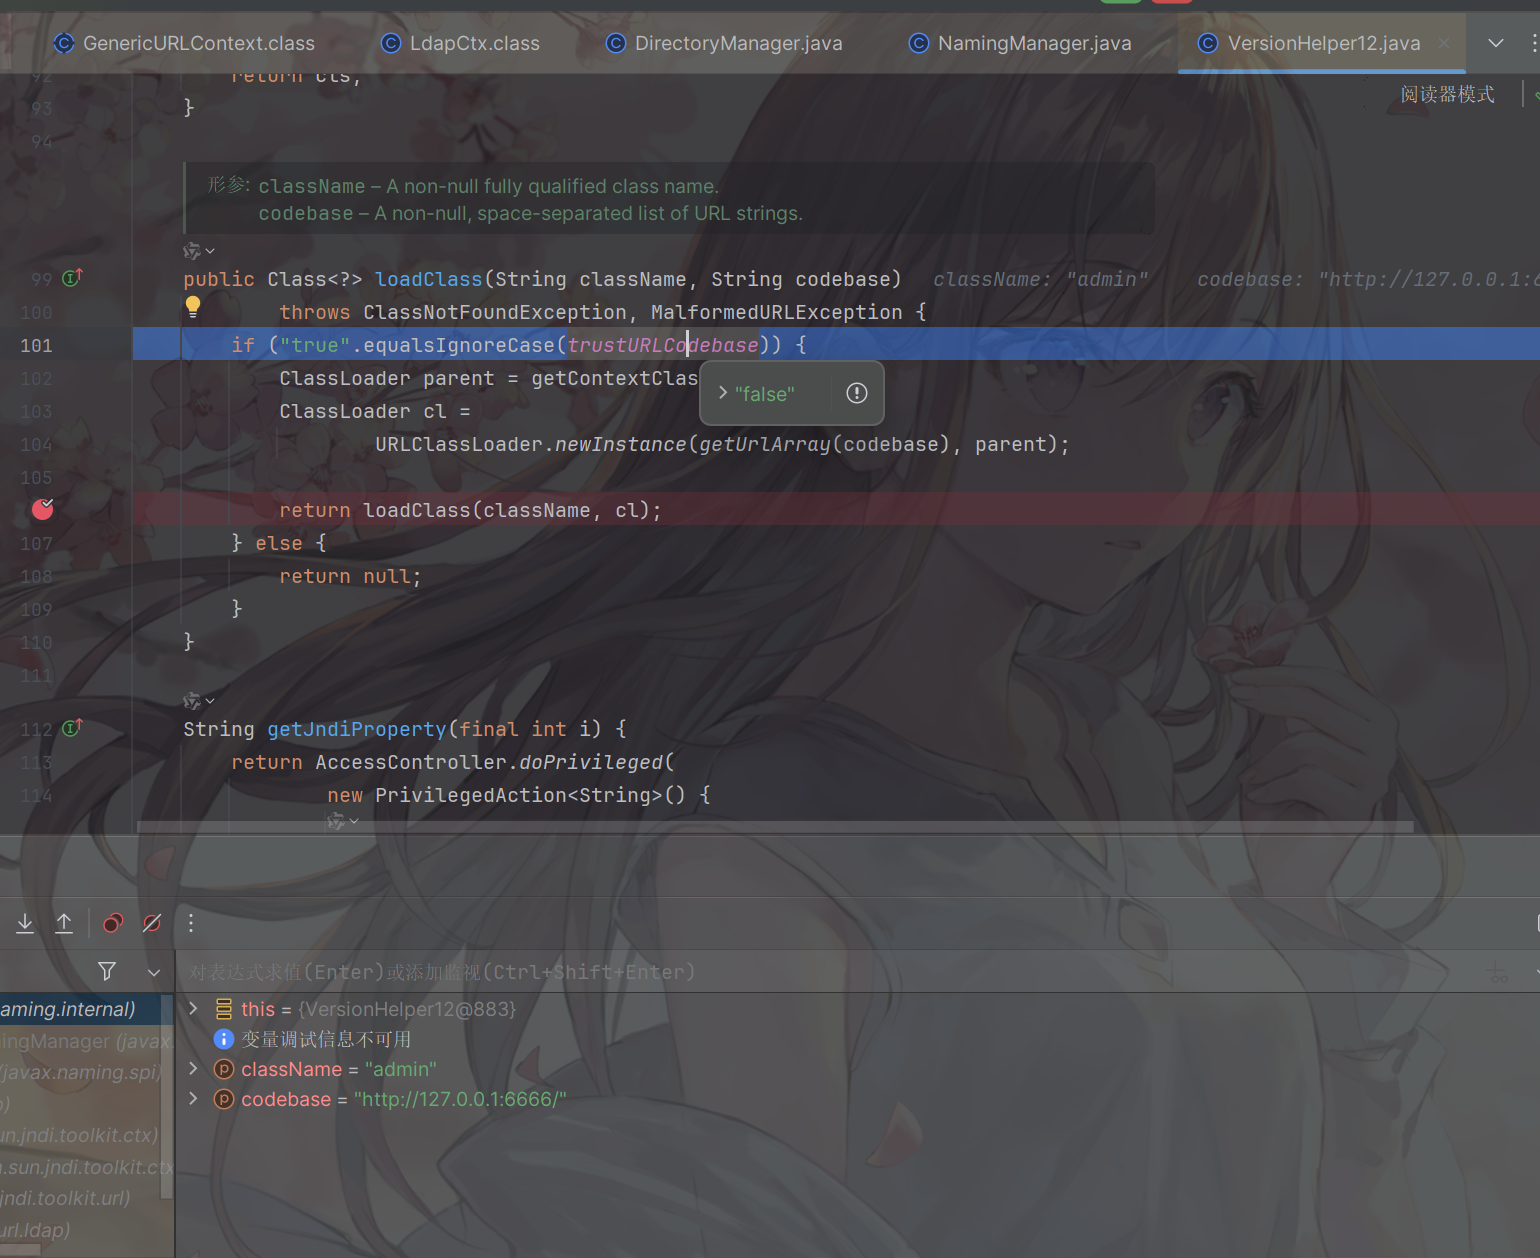 GenericURLContext.class LdapCtx.class DirectoryManager.java NamingManager.java VersionHelper12.java
92 return cls;
93 }
阅读器模式
94
形参: className – A non-null fully qualified class name.
codebase – A non-null, space-separated list of URL strings.
99 public Class<?> loadClass(String className, String codebase) className: "admin" codebase: "http://127.0.0.1:6
100 throws ClassNotFoundException, MalformedURLException {
101 if ("true".equalsIgnoreCase(trustURLCodebase)) {
102 ClassLoader parent = getContextClas
"false"
103 ClassLoader cl =
104 URLClassLoader.newInstance(getUrlArray(codebase), parent);
105
return loadClass(className, cl);
107 } else {
108 return null;
109 }
110 }
111
112 String getJndiProperty(final int i) {
113 return AccessController.doPrivileged(
114 new PrivilegedAction<String>() {
对表达式求值(Enter)或添加监视(Ctrl+Shift+Enter)
aming.internal) this = {VersionHelper12@883}
ingManager (javax. 变量调试信息不可用
javax.naming.spi) className = "admin"
codebase = "http://127.0.0.1:6666/"
un.jndi.toolkit.ctx)
.sun.jndi.toolkit.ctx
jndi.toolkit.url)
url.ldap)